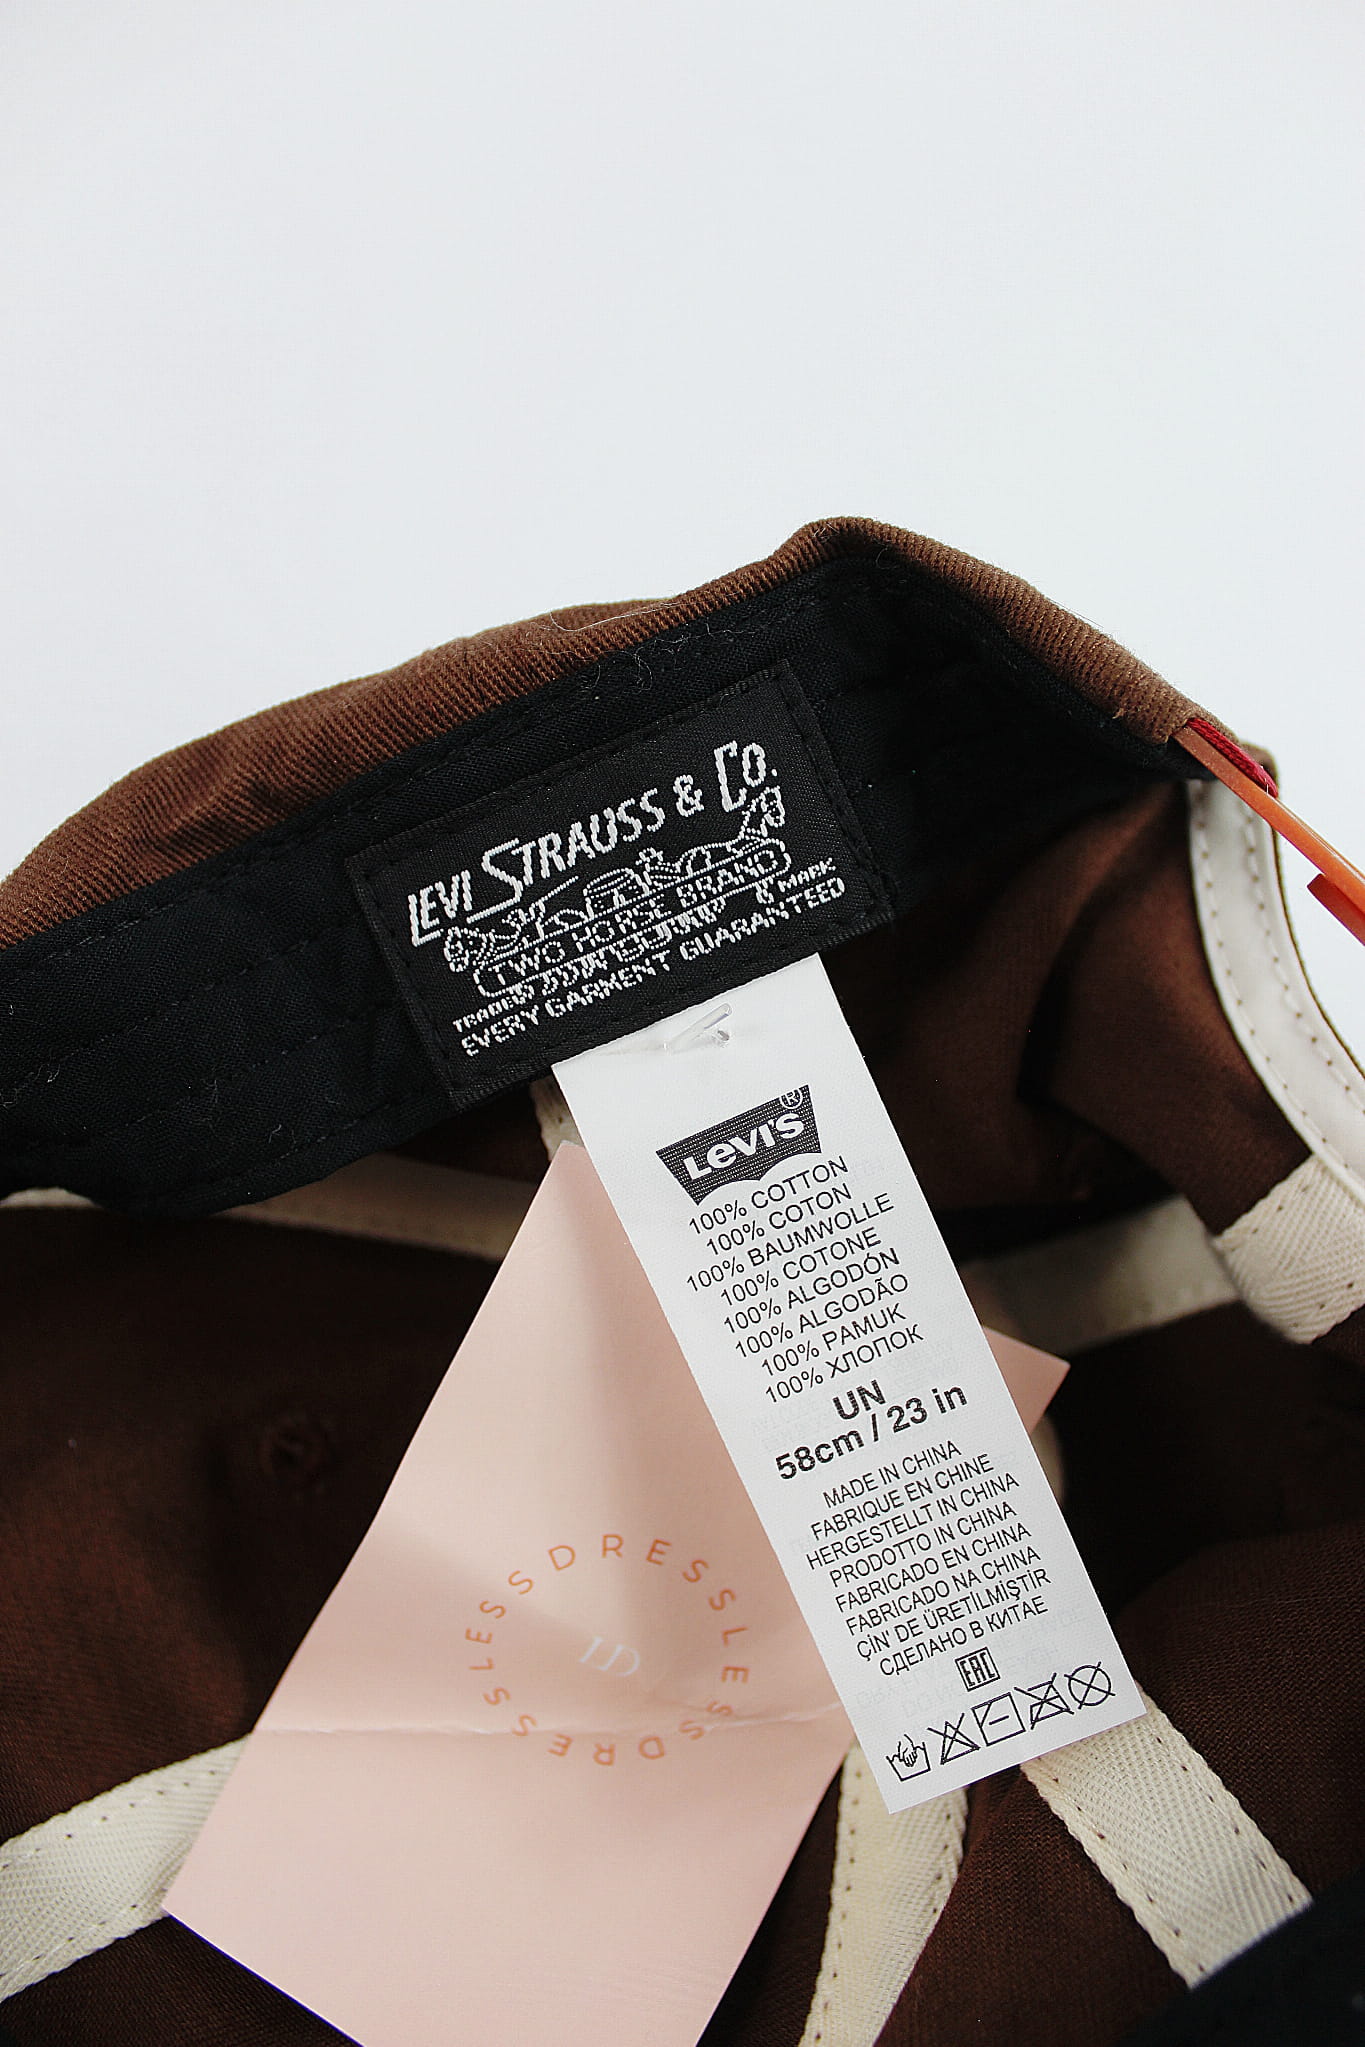 LEVI STRAUSS & CO.
TWO HORSE BRAND
TRADE MARK
EVERY GARMENT GUARANTEED
Levi's®
100% COTTON
100% COTON
100% BAUMWOLLE
100% COTONE
100% ALGODÓN
100% ALGODÃO
100% PAMUK
100% ХЛОПОК
UN
58cm / 23 in
MADE IN CHINA
FABRIQUE EN CHINE
HERGESTELLT IN CHINA
PRODOTTO IN CHINA
FABRICADO EN CHINA
FABRICADO NA CHINA
ÇİN' DE ÜRETİLMİŞTİR
СДЕЛАНО В КИТАЕ
EAC
DRESSLESS DRESSLESS
1D